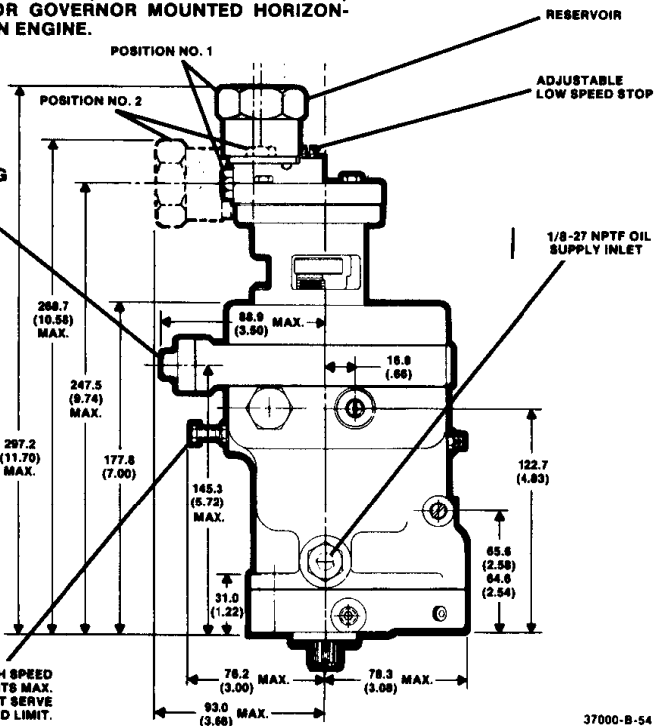 OR GOVERNOR MOUNTED HORIZON-
N ENGINE.
RESERVOIR
POSITION NO. 1
ADJUSTABLE
LOW SPEED STOP
POSITION NO. 2
G
1/8-27 NPTF OIL
SUPPLY INLET
268.7
(10.58)
MAX.
88.9
(3.50) MAX.
16.8
(.66)
247.5
(9.74)
MAX.
297.2
(11.70)
MAX.
177.8
(7.00)
122.7
(4.83)
145.3
(5.72)
MAX.
65.6
(2.58)
64.6
(2.54)
31.0
(1.22)
H SPEED
TS MAX.
T SERVE
D LIMIT.
76.2
(3.00) MAX.
78.3
(3.08) MAX.
93.0
(3.66) MAX.
37000-B-54